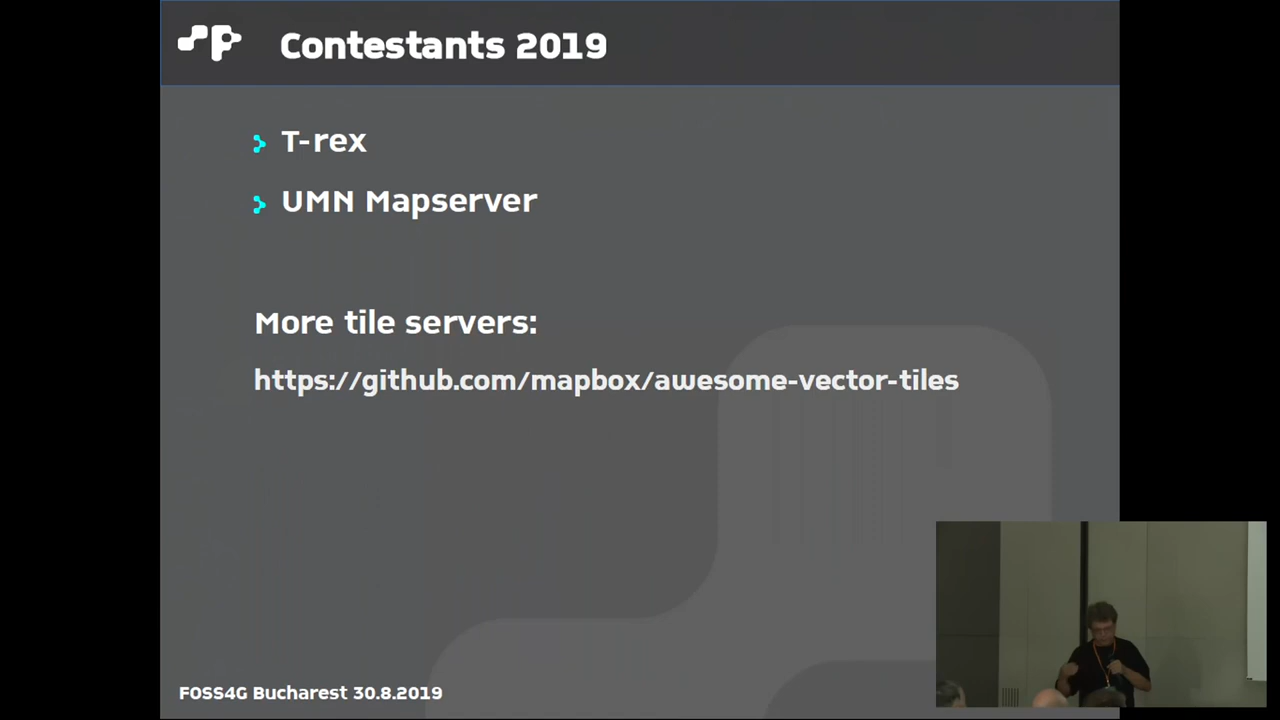 Contestants 2019
T-rex
UMN Mapserver
More tile servers:
https://github.com/mapbox/awesome-vector-tiles
FOSS4G Bucharest 30.8.2019